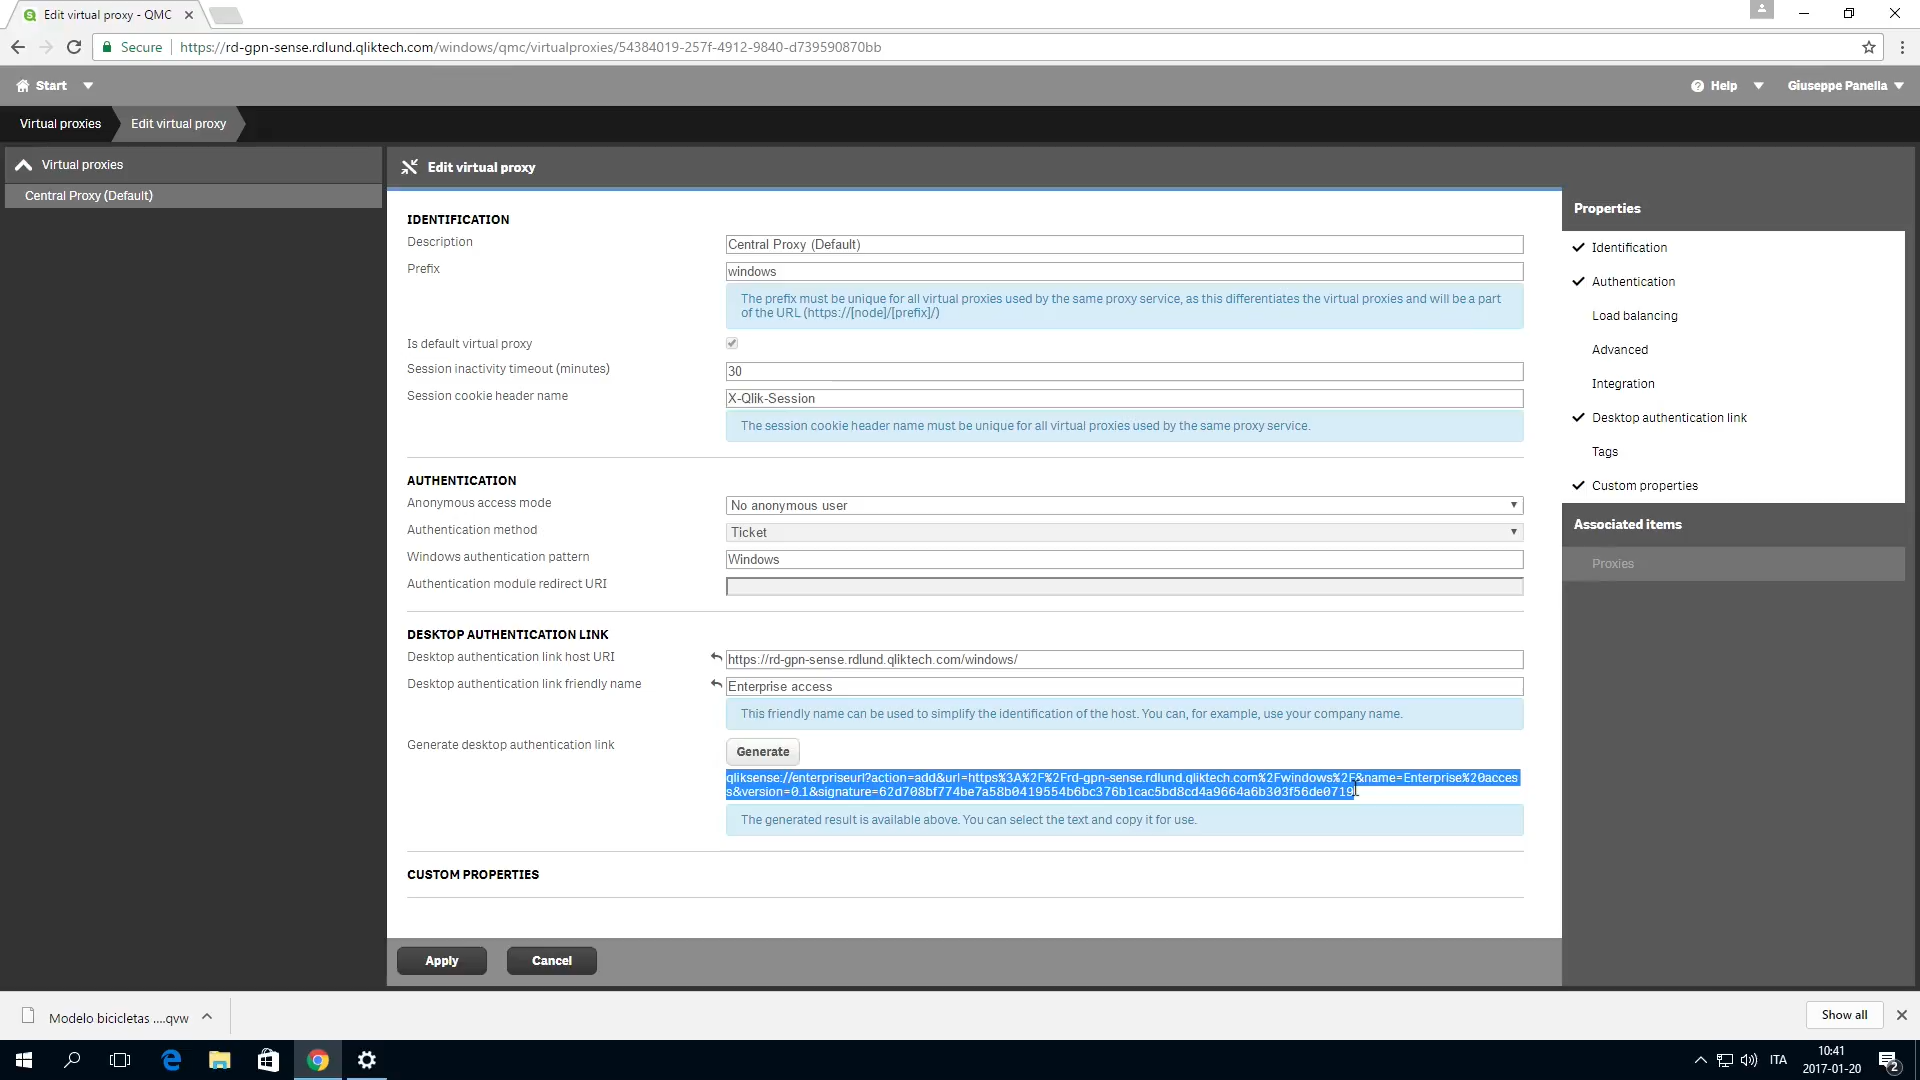 Edit virtual proxy - QMC
Secure https://rd-gpn-sense.rdlund.qliktech.com/windows/qmc/virtualproxies/54384019-257f-4912-9840-d739590870bb
Start
Help
Giuseppe Panella
Virtual proxies
Edit virtual proxy
Virtual proxies
Central Proxy (Default)
Edit virtual proxy
IDENTIFICATION
Description
Central Proxy (Default)
Prefix
windows
The prefix must be unique for all virtual proxies used by the same proxy service, as this differentiates the virtual proxies and will be a part
of the URL (https://[node]/[prefix]/)
Is default virtual proxy
Session inactivity timeout (minutes)
30
Session cookie header name
X-Qlik-Session
The session cookie header name must be unique for all virtual proxies used by the same proxy service.
AUTHENTICATION
Anonymous access mode
No anonymous user
Authentication method
Ticket
Windows authentication pattern
Windows
Authentication module redirect URI
DESKTOP AUTHENTICATION LINK
Desktop authentication link host URI
https://rd-gpn-sense.rdlund.qliktech.com/windows/
Desktop authentication link friendly name
Enterprise access
This friendly name can be used to simplify the identification of the host. You can, for example, use your company name.
Generate desktop authentication link
Generate
qliksense://enterpriseurl?action=add&url=https%3A%2F%2Frd-gpn-sense.rdlund.qliktech.com%2Fwindows%2F&name=Enterprise%20acces
s&version=0.1&signature=62d708bf774be7a58b0419554b6bc376b1cac5bd8cd4a9664a6b303f56de0719
The generated result is available above. You can select the text and copy it for use.
CUSTOM PROPERTIES
Apply
Cancel
Properties
Identification
Authentication
Load balancing
Advanced
Integration
Desktop authentication link
Tags
Custom properties
Associated items
Proxies
Modelo bicicletas ....qvw
Show all
ITA
10:41
2017-01-20
2